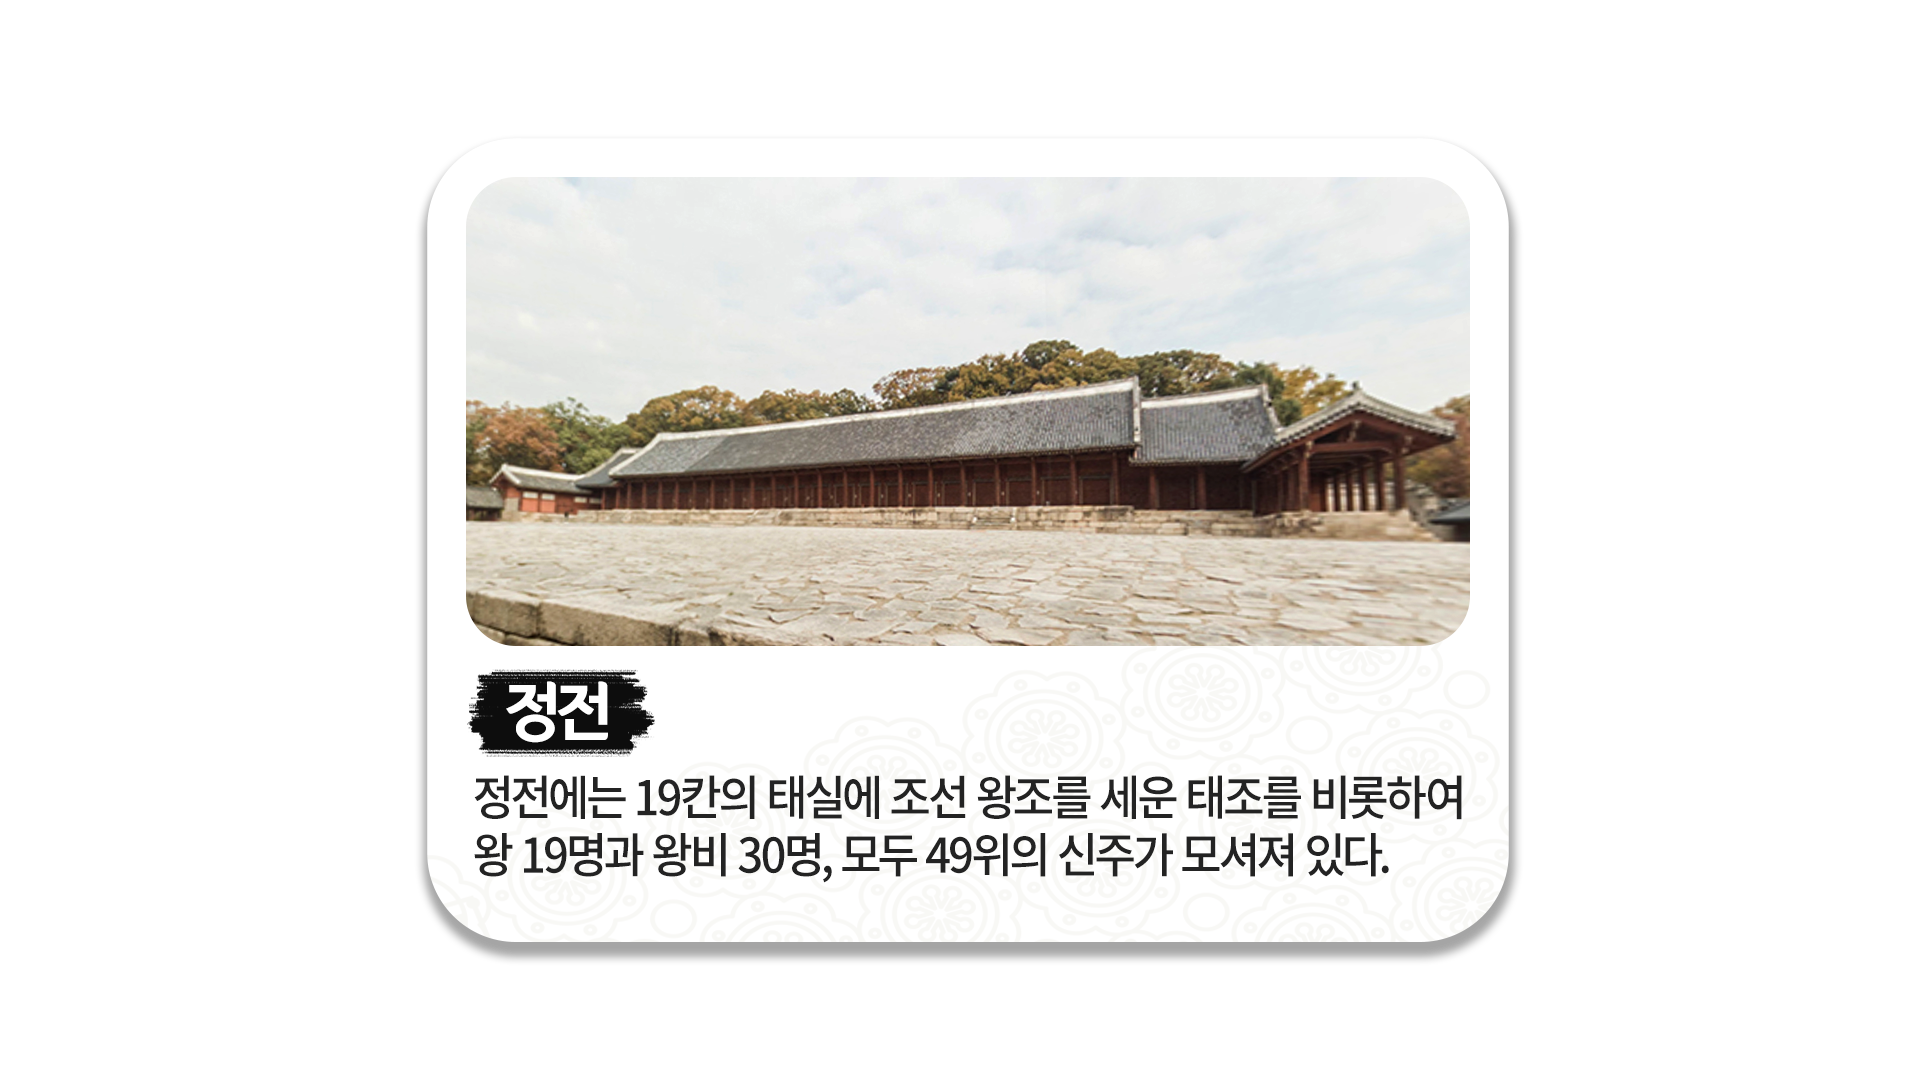 정전
정전에는 19칸의 태실에 조선 왕조를 세운 태조를 비롯하여
왕 19명과 왕비 30명, 모두 49위의 신주가 모셔져 있다.